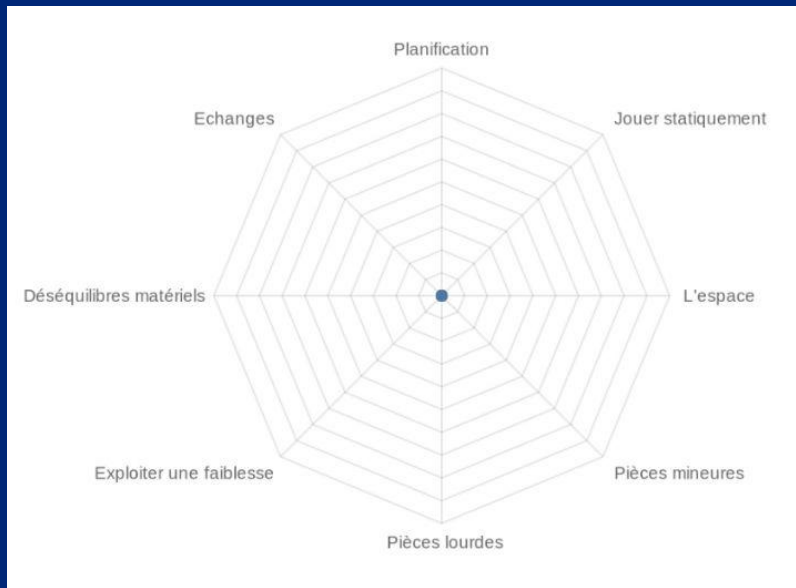 Planification
Echanges
Jouer statiquement
Déséquilibres matériels
L'espace
Exploiter une faiblesse
Pièces mineures
Pièces lourdes